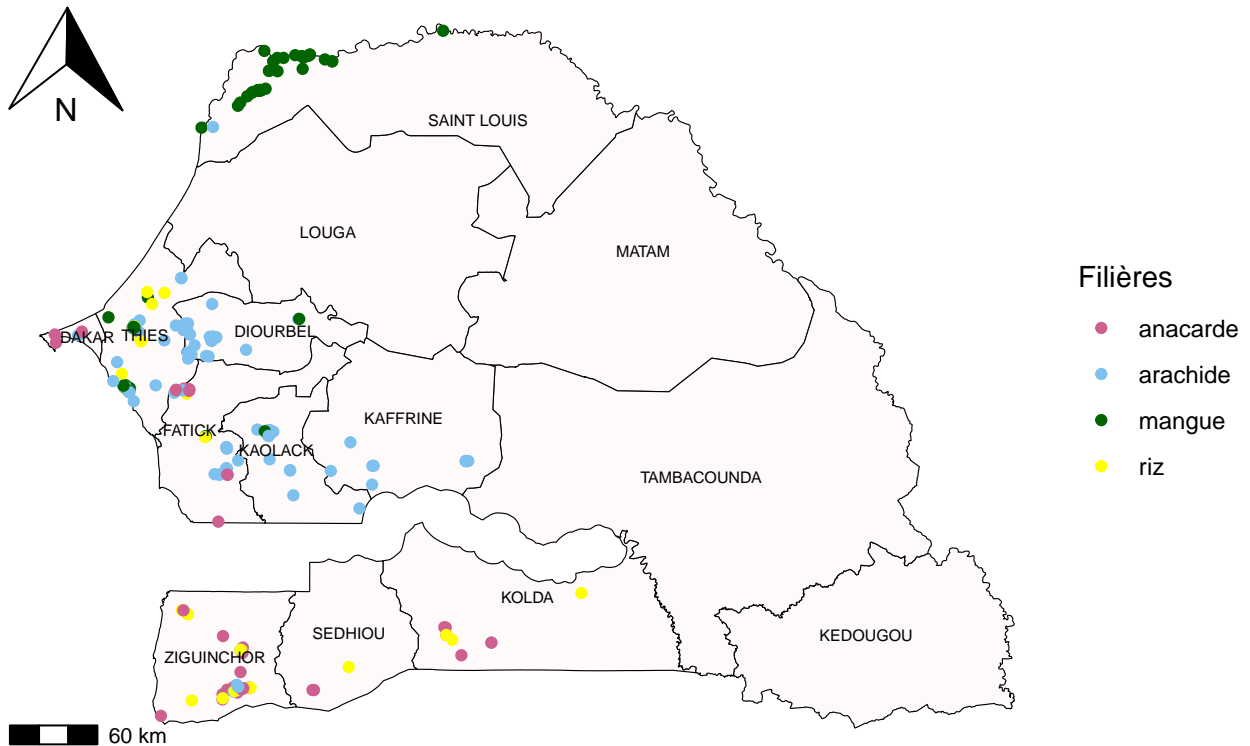 N
SAINT LOUIS
LOUGA
MATAM
DIOURBEL
DAKAR
THIES
KAFFRINE
FATICK
KAOLACK
TAMBACOUNDA
KOLDA
SEDHIOU
KEDOUGOU
ZIGUINCHOR
60 km
Filières
anacarde
arachide
mangue
riz